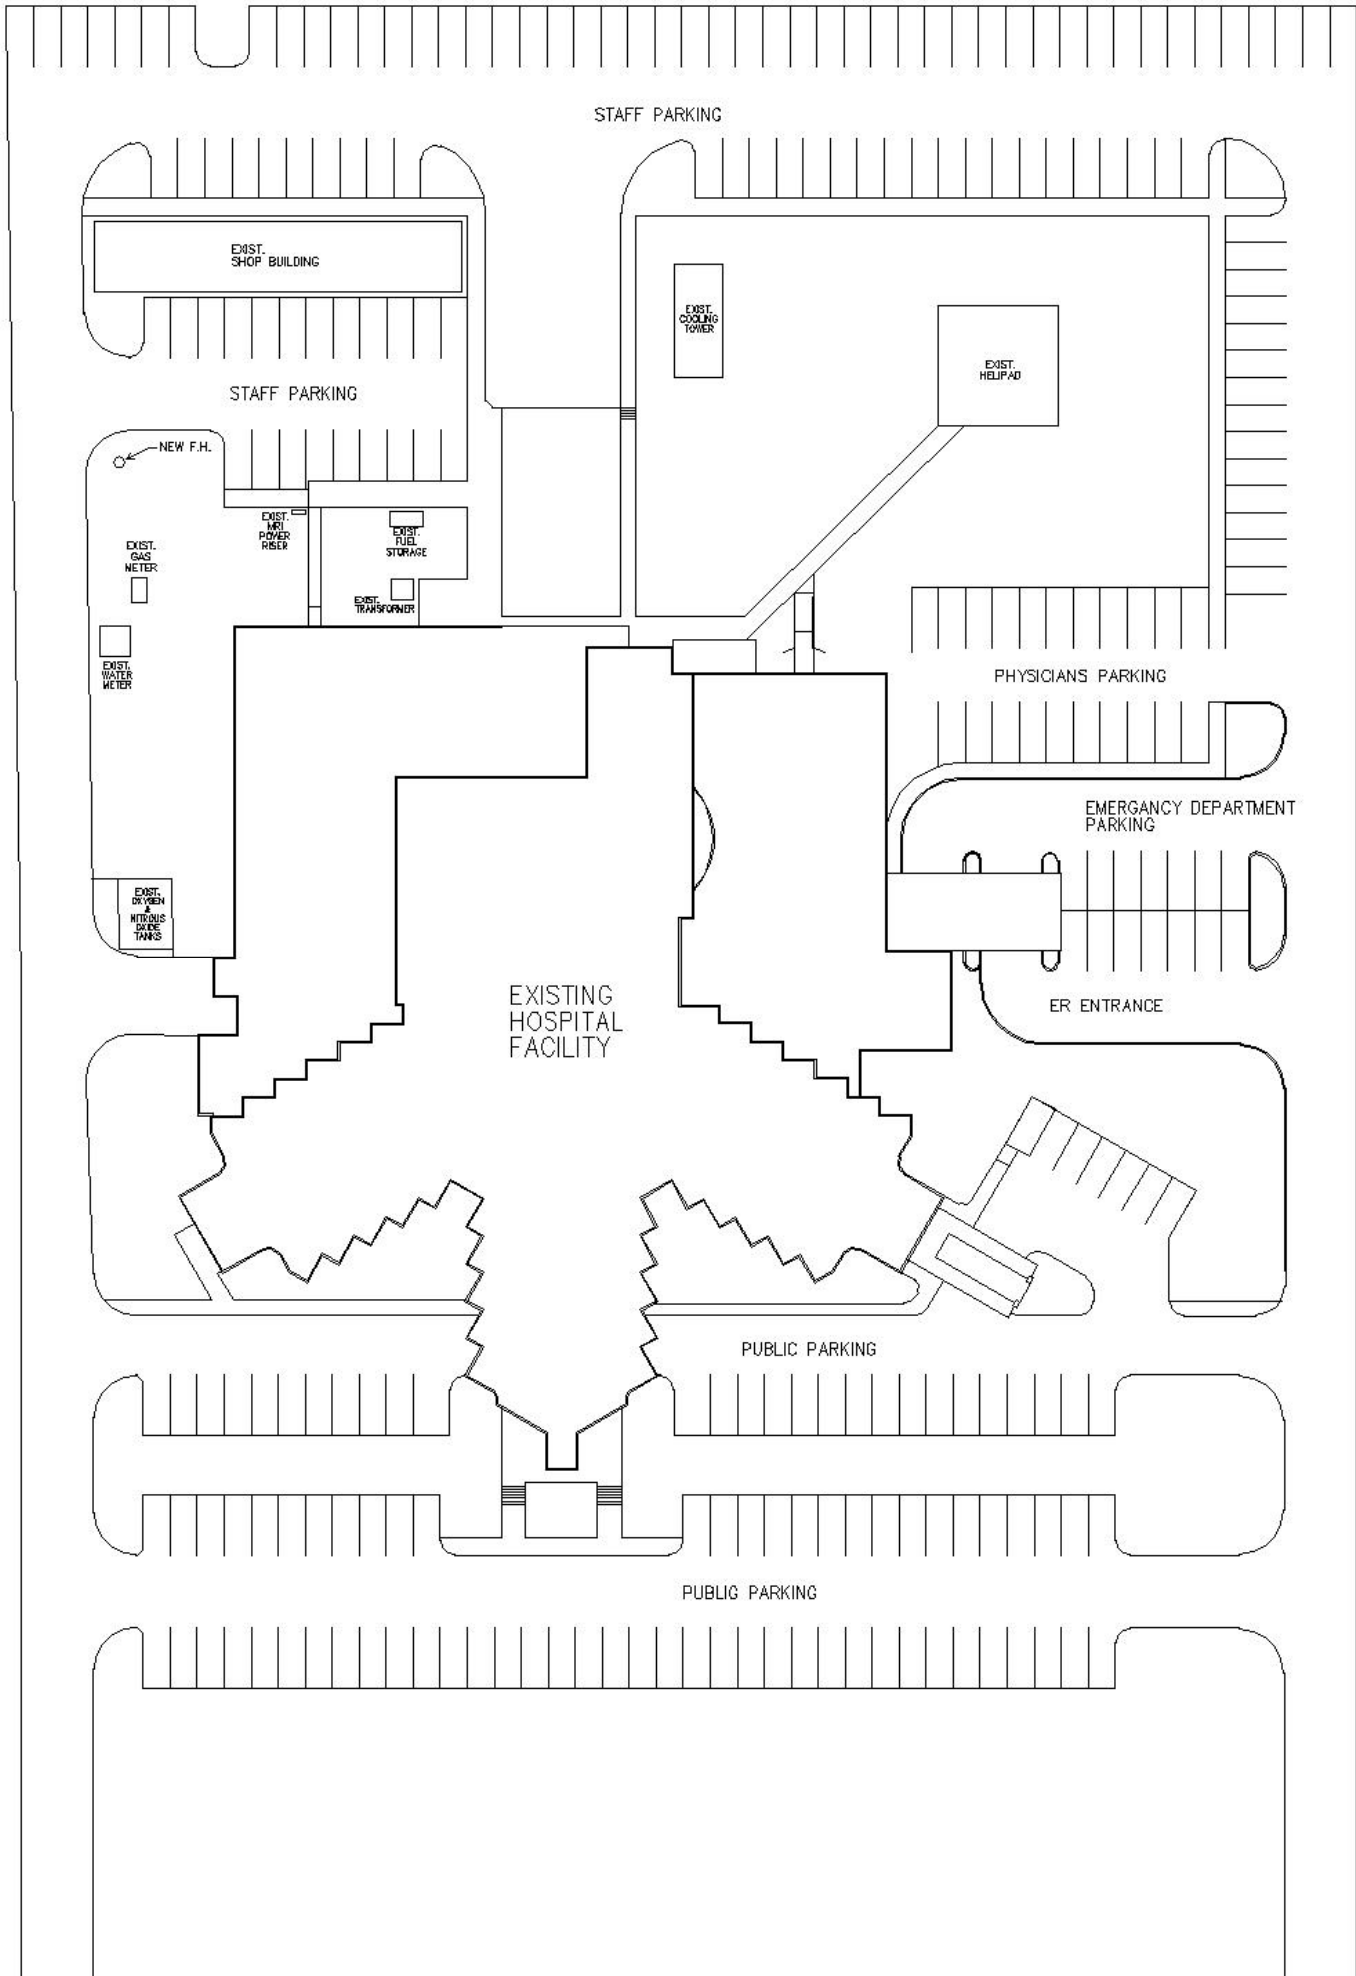 STAFF PARKING
EXIST.
SHOP BUILDING
EXIST.
COOLING
TOWER
EXIST.
HELIPAD
STAFF PARKING
NEW F.H.
EXIST.
MRI
POWER
RISER
EXIST.
FUEL
STORAGE
EXIST.
GAS
METER
EXIST.
TRANSFORMER
EXIST.
WATER
METER
PHYSICIANS PARKING
EMERGANCY DEPARTMENT
PARKING
EXIST.
OXYGEN
&
NITROUS
OXIDE
TANKS
EXISTING
HOSPITAL
FACILITY
ER ENTRANCE
PUBLIC PARKING
PUBLIC PARKING